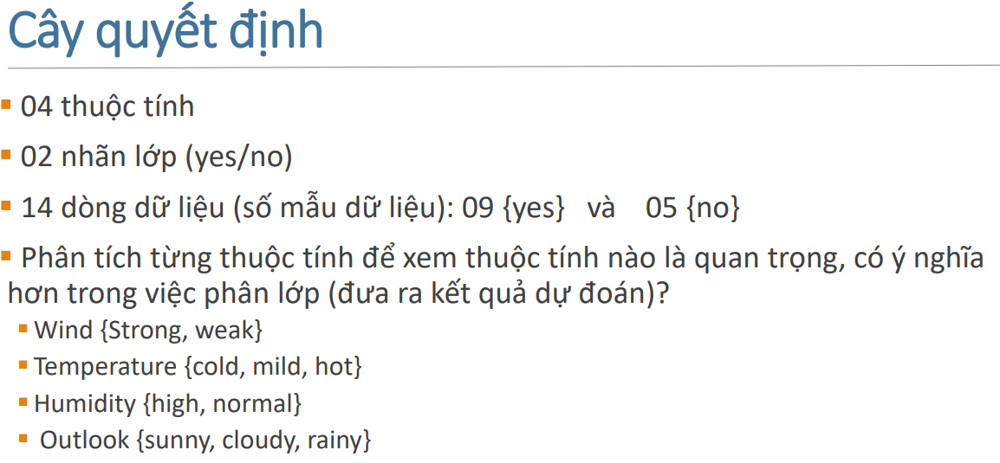 Cây quyết định
04 thuộc tính
02 nhãn lớp (yes/no)
14 dòng dữ liệu (số mẫu dữ liệu): 09 {yes} và 05 {no}
Phân tích từng thuộc tính để xem thuộc tính nào là quan trọng, có ý nghĩa
hơn trong việc phân lớp (đưa ra kết quả dự đoán)?
Wind {Strong, weak}
Temperature {cold, mild, hot}
Humidity {high, normal}
Outlook {sunny, cloudy, rainy}